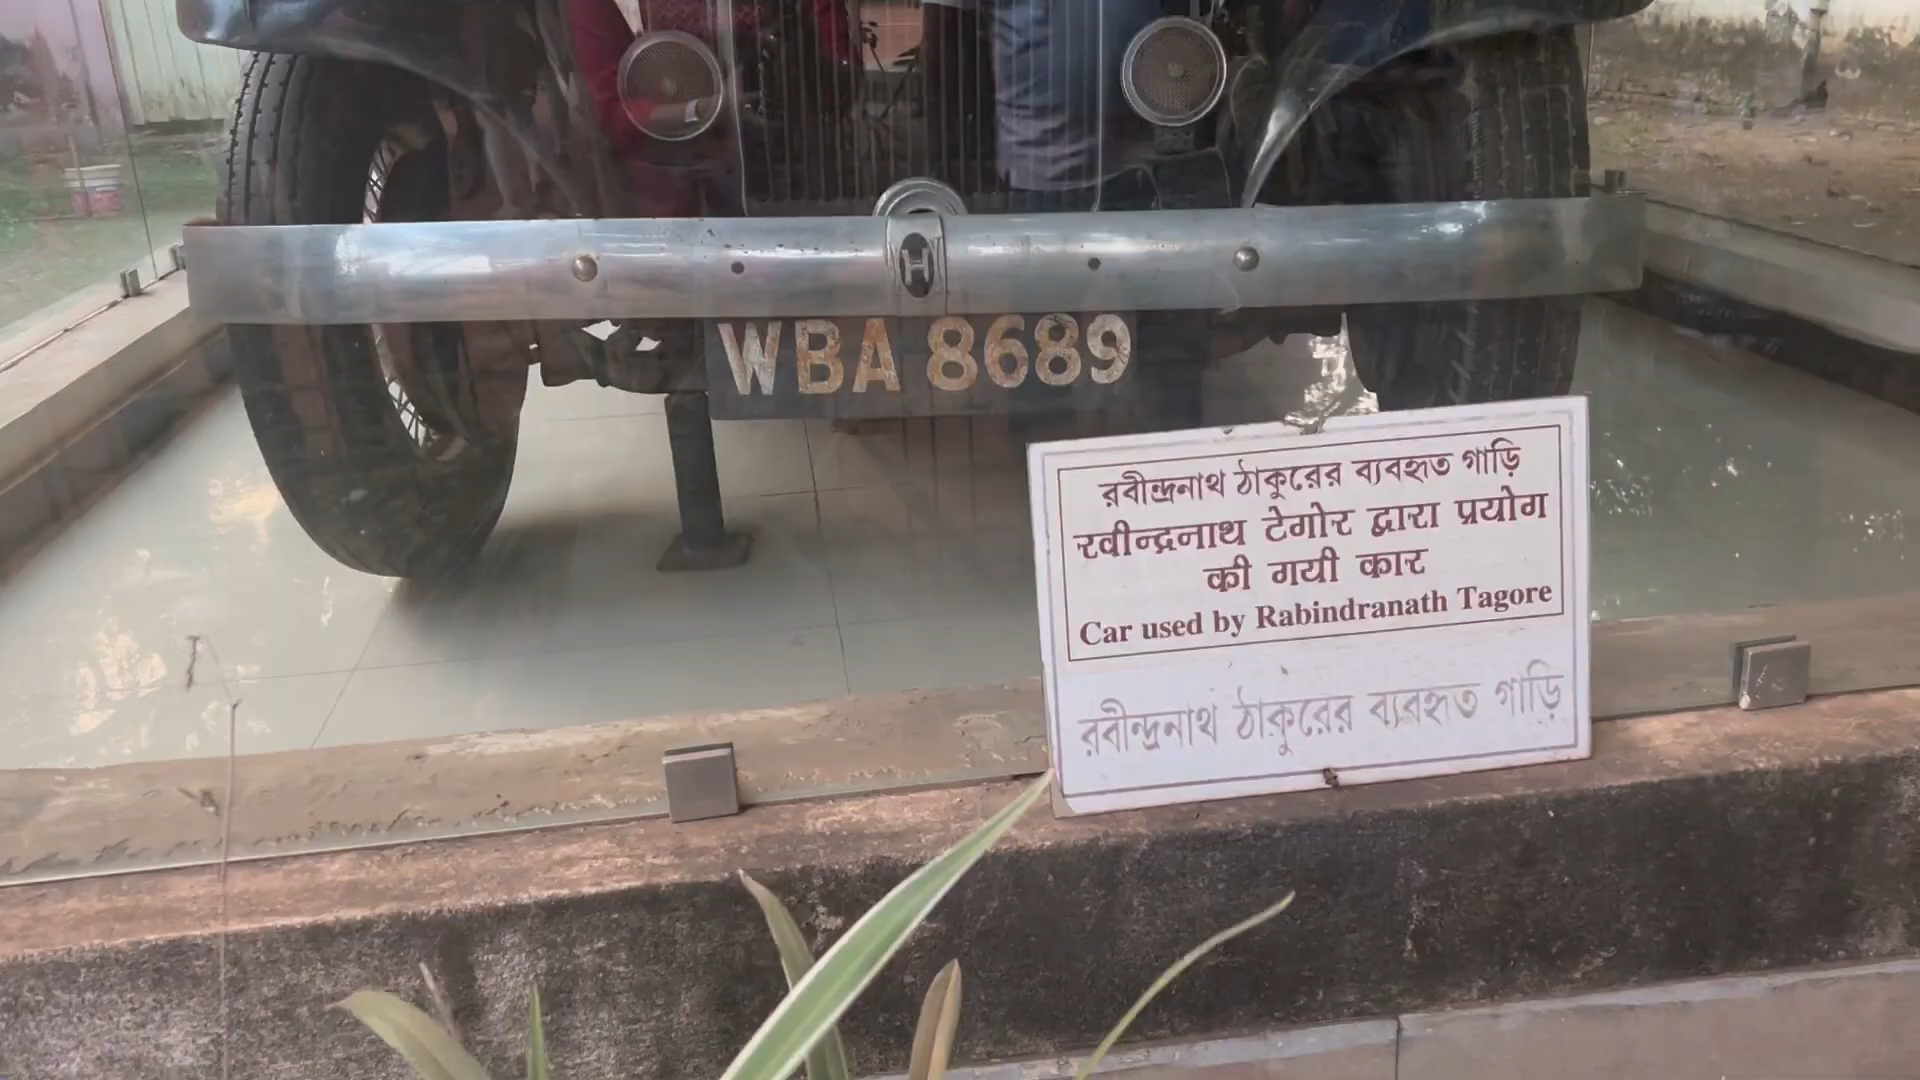 H
WBA 8689
রবীন্দ্রনাথ ঠাকুরের ব্যবহৃত গাড়ি
रवीन्द्रनाथ टेगोर द्वारा प्रयोग
की गयी कार
Car used by Rabindranath Tagore
রবীন্দ্রনাথ ঠাকুরের ব্যবহৃত গাড়ি